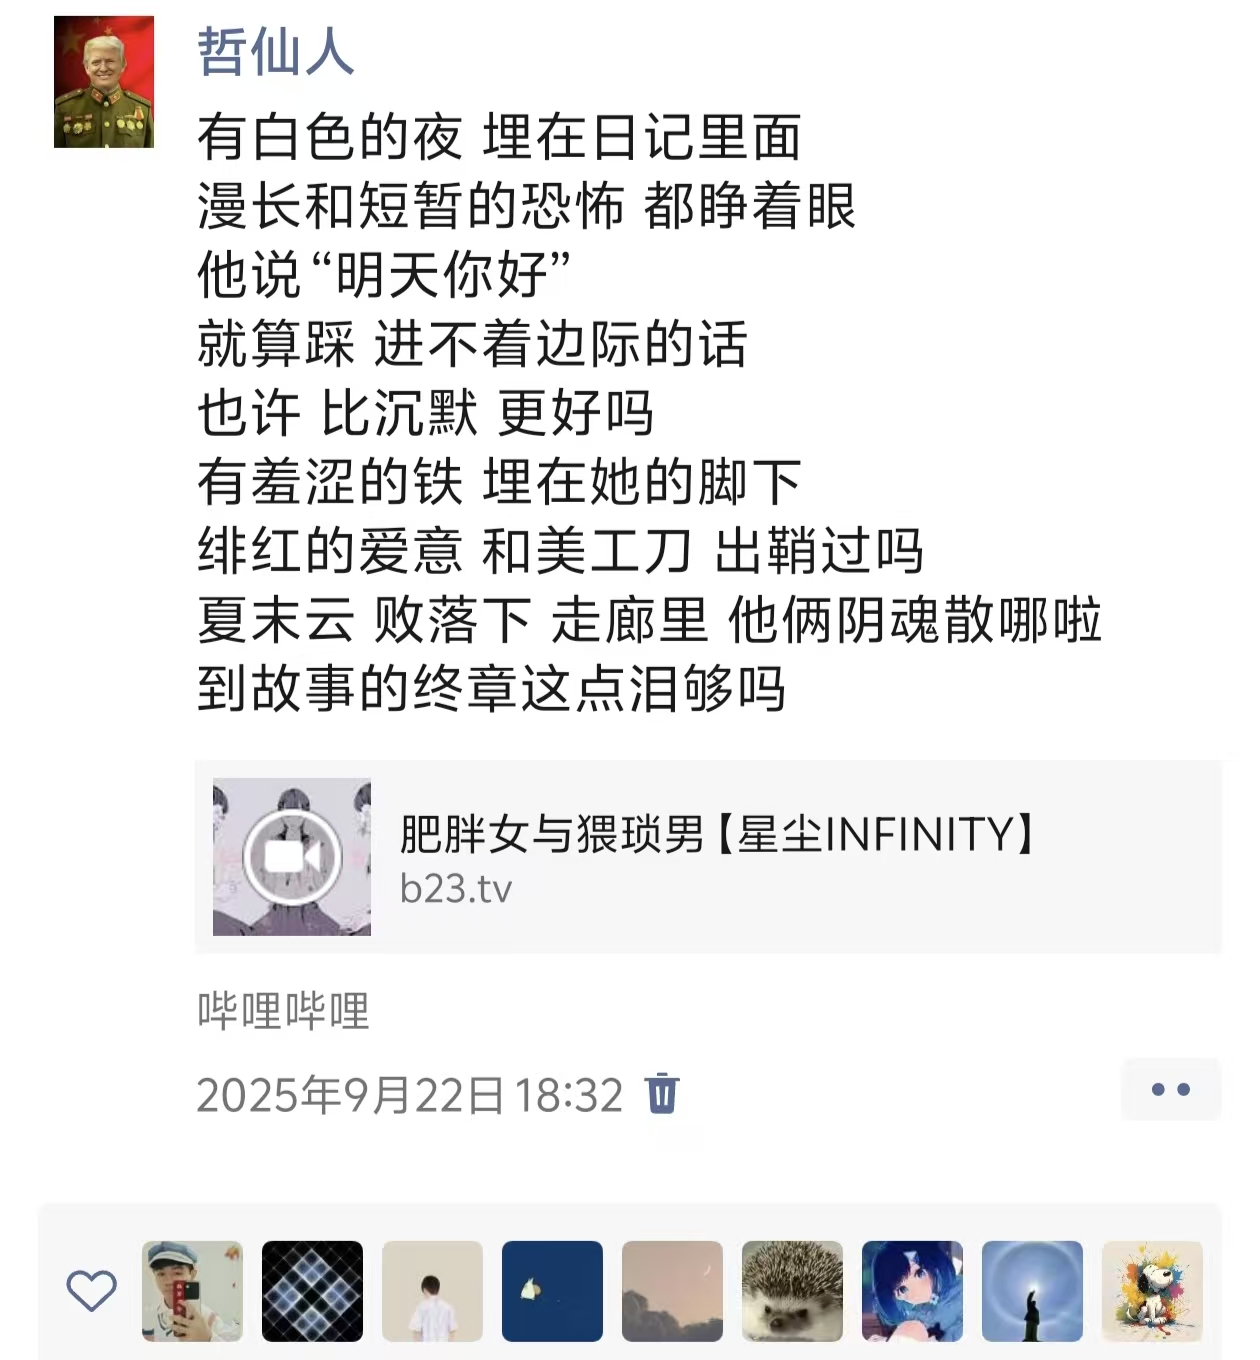 哲仙人
有白色的夜 埋在日记里面
漫长和短暂的恐怖 都睁着眼
他说“明天你好”
就算踩 进不着边际的话
也许 比沉默 更好吗
有羞涩的铁 埋在她的脚下
绯红的爱意 和美工刀 出鞘过吗
夏末云 败落下 走廊里 他俩阴魂散哪啦
到故事的终章这点泪够吗
肥胖女与猥琐男【星尘INFINITY】
b23.tv
哔哩哔哩
2025年9月22日 18:32